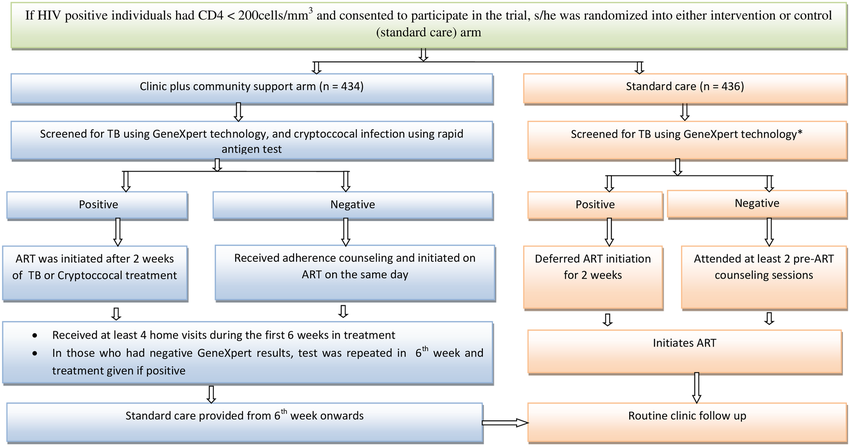 If HIV positive individuals had CD4 < 200cells/mm³ and consented to participate in the trial, s/he was randomized into either intervention or control
(standard care) arm
Clinic plus community support arm (n = 434)
Standard care (n = 436)
Screened for TB using GeneXpert technology, and cryptoccocal infection using rapid
antigen test
Screened for TB using GeneXpert technology*
Positive
Negative
Positive
Negative
ART was initiated after 2 weeks
of TB or Cryptoccocal treatment
Received adherence counseling and initiated on
ART on the same day
Deferred ART initiation
for 2 weeks
Attended at least 2 pre-ART
counseling sessions
• Received at least 4 home visits during the first 6 weeks in treatment
• In those who had negative GeneXpert results, test was repeated in 6th week and
treatment given if positive
Initiates ART
Standard care provided from 6th week onwards
Routine clinic follow up